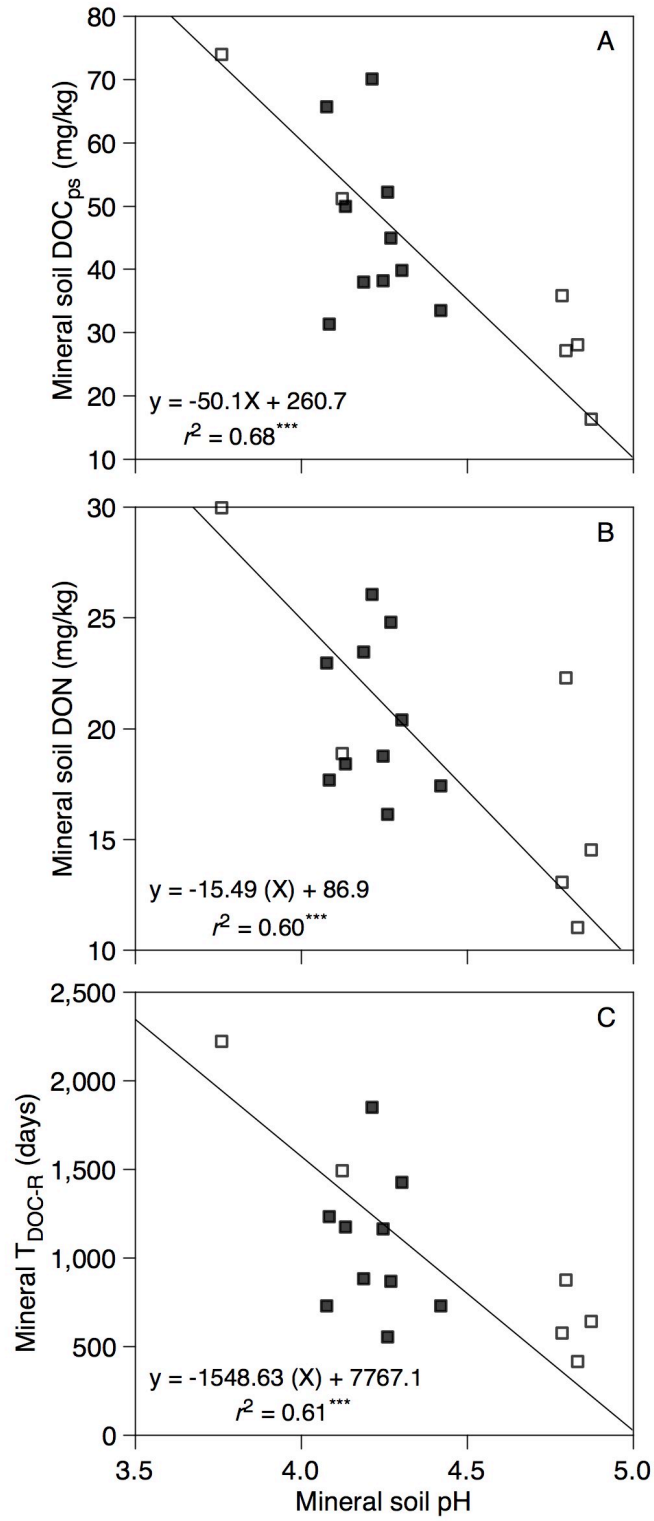 A
80
70
60
50
40
30
20
10
Mineral soil DOCps (mg/kg)
y = -50.1X + 260.7
r² = 0.68***
B
30
25
20
15
10
Mineral soil DON (mg/kg)
y = -15.49 (X) + 86.9
r² = 0.60***
C
2,500
2,000
1,500
1,000
500
0
Mineral TDOC-R (days)
y = -1548.63 (X) + 7767.1
r² = 0.61***
3.5 4.0 4.5 5.0
Mineral soil pH